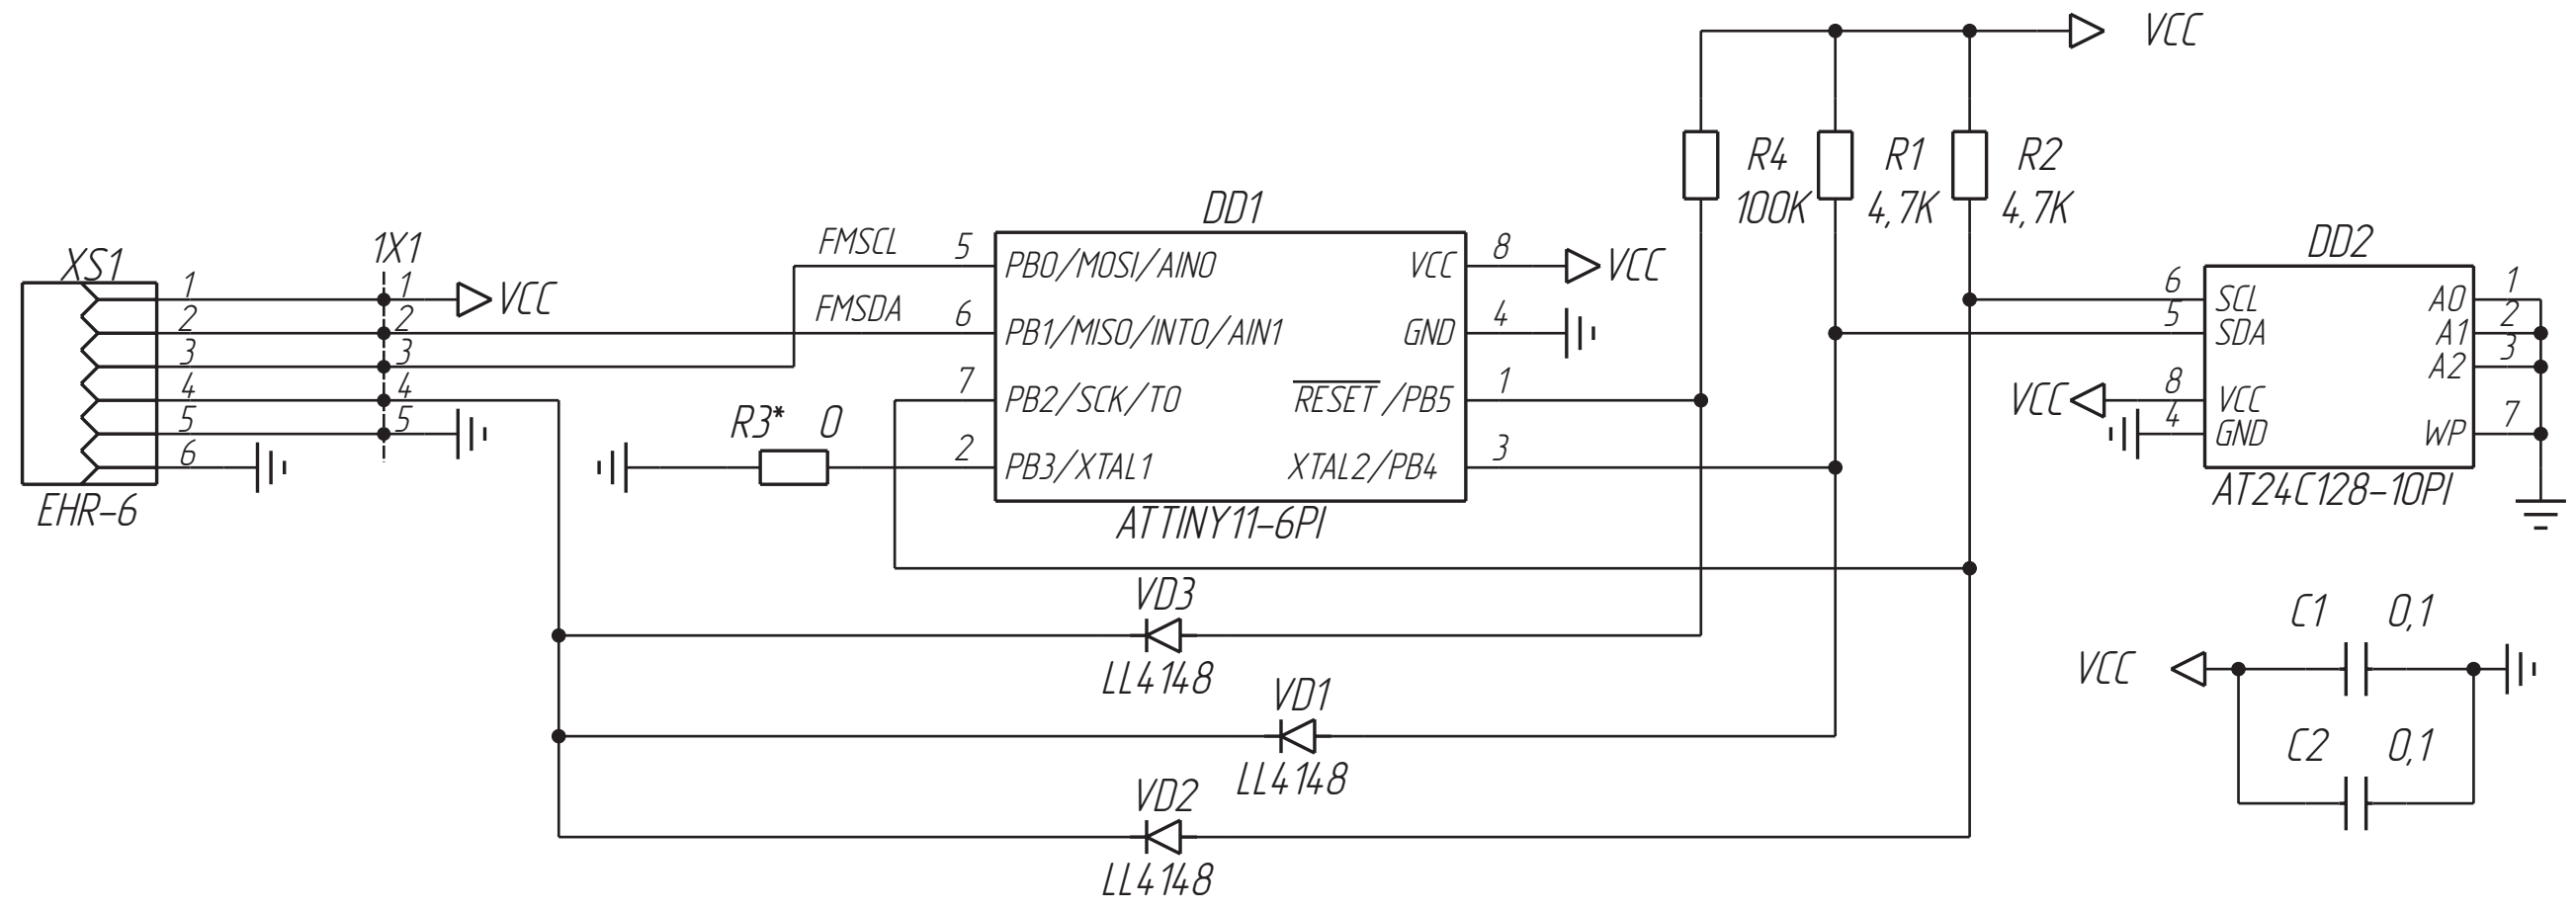 VCC
R4
R1
R2
100K
4,7K
4,7K
DD1
XS1
1X1
FMSCL
5
PB0/MOSI/AIN0
VCC
8
VCC
DD2
1
1
VCC
FMSDA
6
PB1/MISO/INT0/AIN1
GND
4
6
SCL
A0
1
2
2
5
SDA
A1
2
3
3
A2
3
4
4
7
PB2/SCK/T0
RESET/PB5
1
VCC
8
VCC
5
5
R3* 0
4
GND
WP
7
6
2
PB3/XTAL1
XTAL2/PB4
3
EHR-6
ATTINY11-6PI
AT24C128-10PI
VD3
LL4148
C1 0,1
VCC
VD1
LL4148
C2 0,1
VD2
LL4148